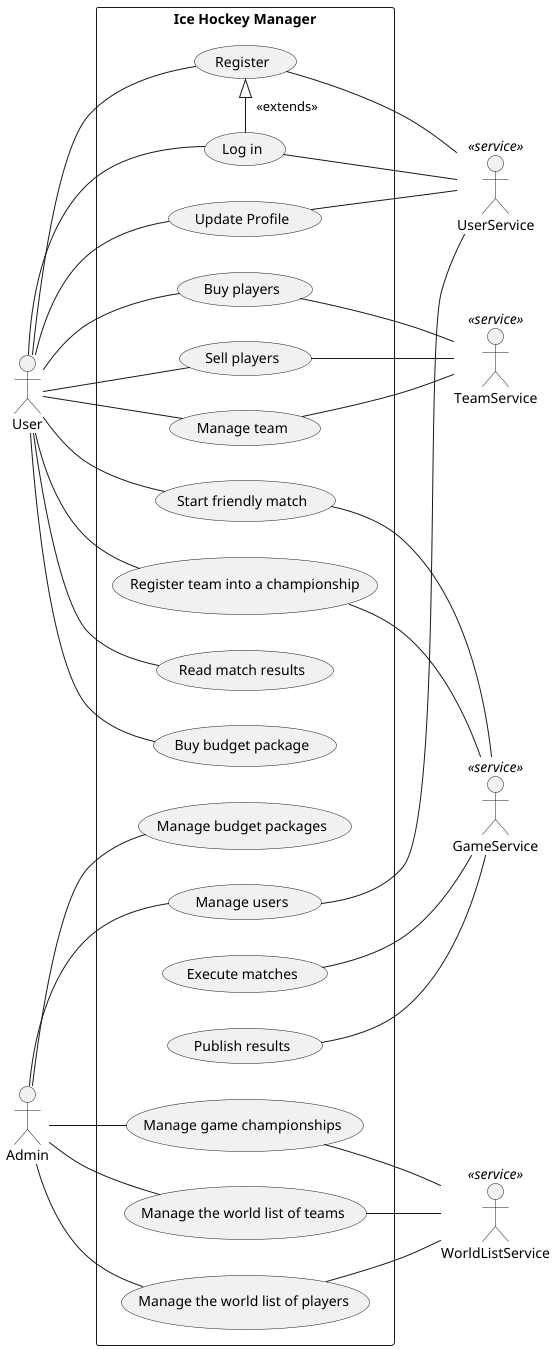 Ice Hockey Manager
Register
«extends»
Log in
«service»
UserService
Update Profile
Buy players
«service»
TeamService
Sell players
User
Manage team
Start friendly match
Register team into a championship
Read match results
Buy budget package
«service»
GameService
Manage budget packages
Manage users
Execute matches
Publish results
Admin
Manage game championships
«service»
WorldListService
Manage the world list of teams
Manage the world list of players